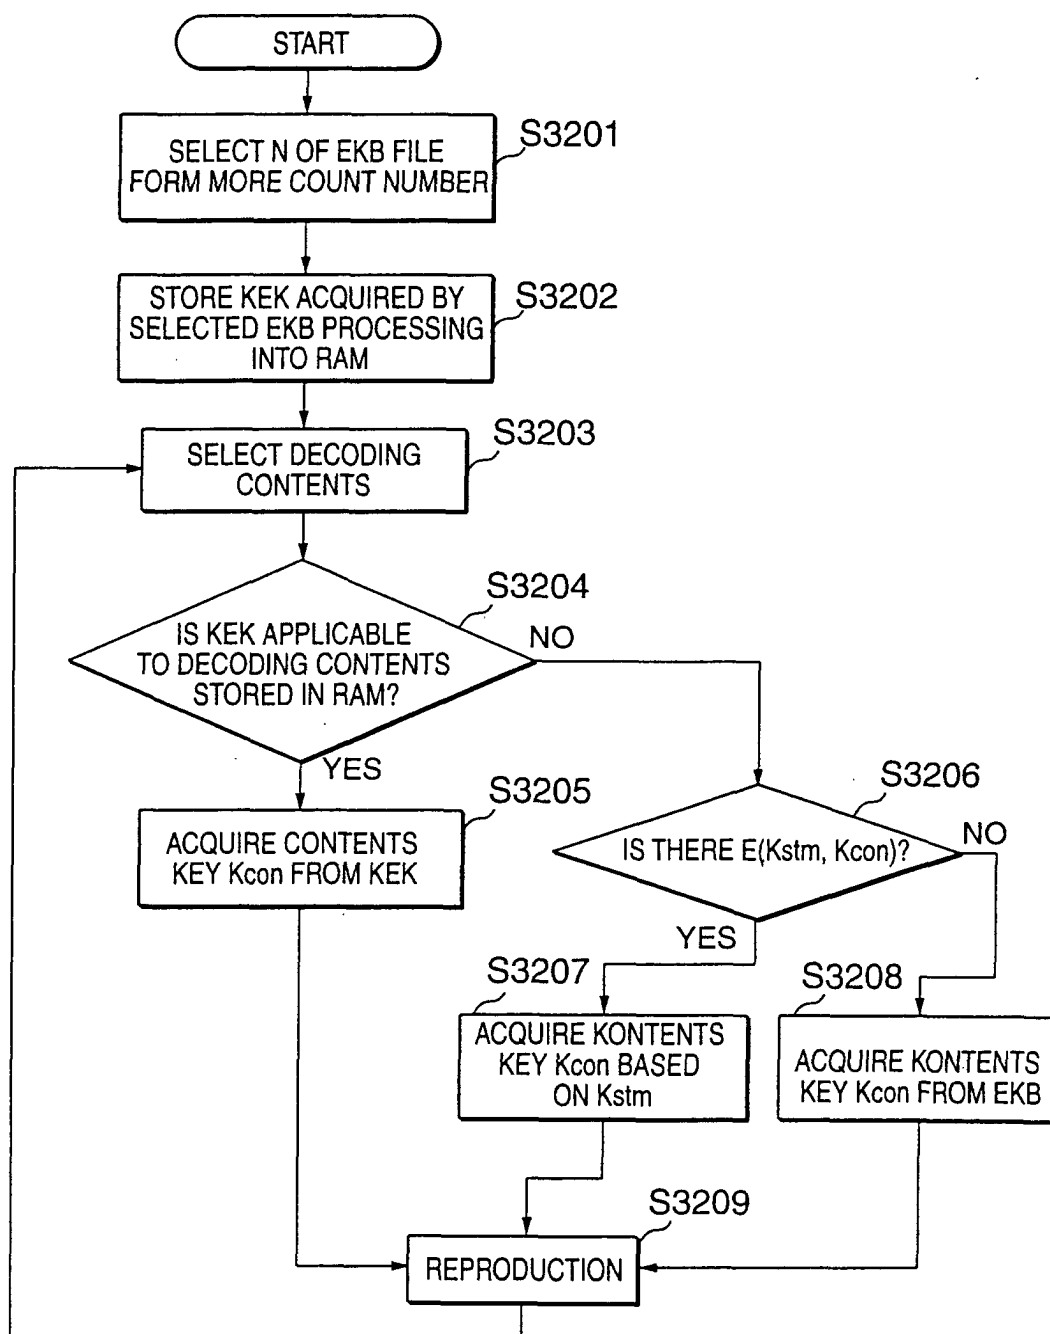 START
S3201
SELECT N OF EKB FILE
FORM MORE COUNT NUMBER
S3202
STORE KEK ACQUIRED BY
SELECTED EKB PROCESSING
INTO RAM
S3203
SELECT DECODING
CONTENTS
S3204
IS KEK APPLICABLE
TO DECODING CONTENTS
STORED IN RAM?
NO
YES
S3205
ACQUIRE CONTENTS
KEY Kcon FROM KEK
S3206
IS THERE E(Kstm, Kcon)?
NO
YES
S3207
ACQUIRE KONTENTS
KEY Kcon BASED
ON Kstm
S3208
ACQUIRE KONTENTS
KEY Kcon FROM EKB
S3209
REPRODUCTION